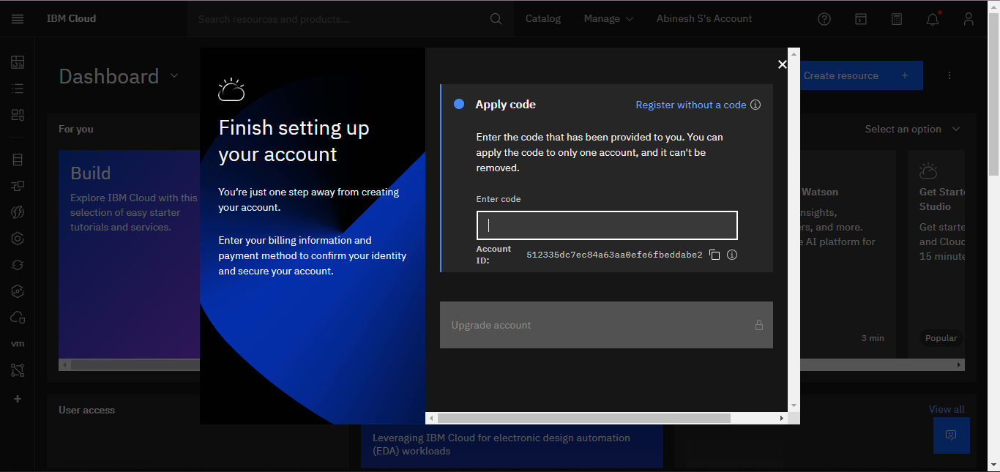 IBM Cloud
Search resources and products...
Catalog
Manage
Abinesh S's Account
Dashboard
Create resource +
For you
Select an option
Build
Explore IBM Cloud with this
selection of easy starter
tutorials and services.
Finish setting up
your account
You're just one step away from creating
your account.
Enter your billing information and
payment method to confirm your identity
and secure your account.
Apply code
Register without a code
Enter the code that has been provided to you. You can
apply the code to only one account, and it can't be
removed.
Enter code
Account
ID:
512335dc7ec84a63aa0efe6fbeddabe2
Upgrade account
Watson
nsights,
rs, and more.
e AI platform for
3 min
Get Starte
Studio
Get starte
and Cloud
15 minute
Popular
vm
User access
View all
Leveraging IBM Cloud for electronic design automation
(EDA) workloads